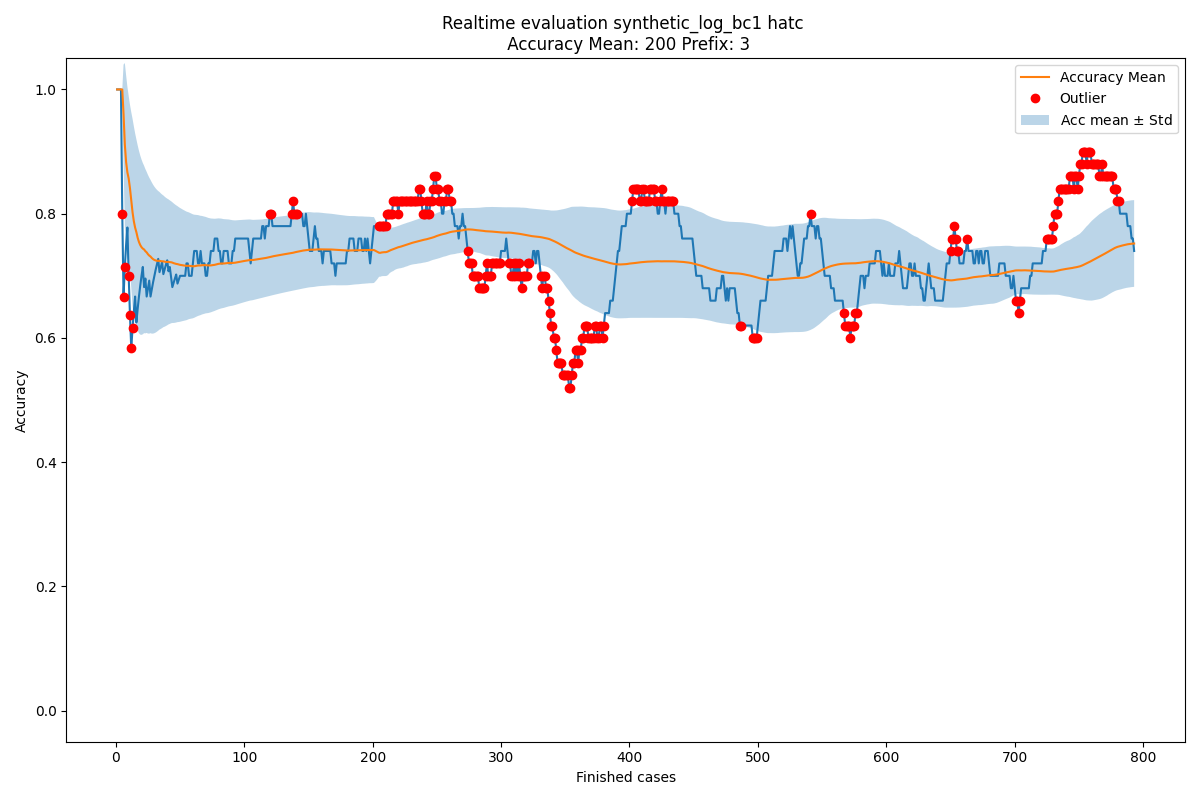 Realtime evaluation synthetic_log_bc1 hatc
Accuracy Mean: 200 Prefix: 3
Accuracy Mean
Outlier
Acc mean ± Std
1.0
0.8
0.6
0.4
0.2
0.0
Accuracy
0 100 200 300 400 500 600 700 800
Finished cases